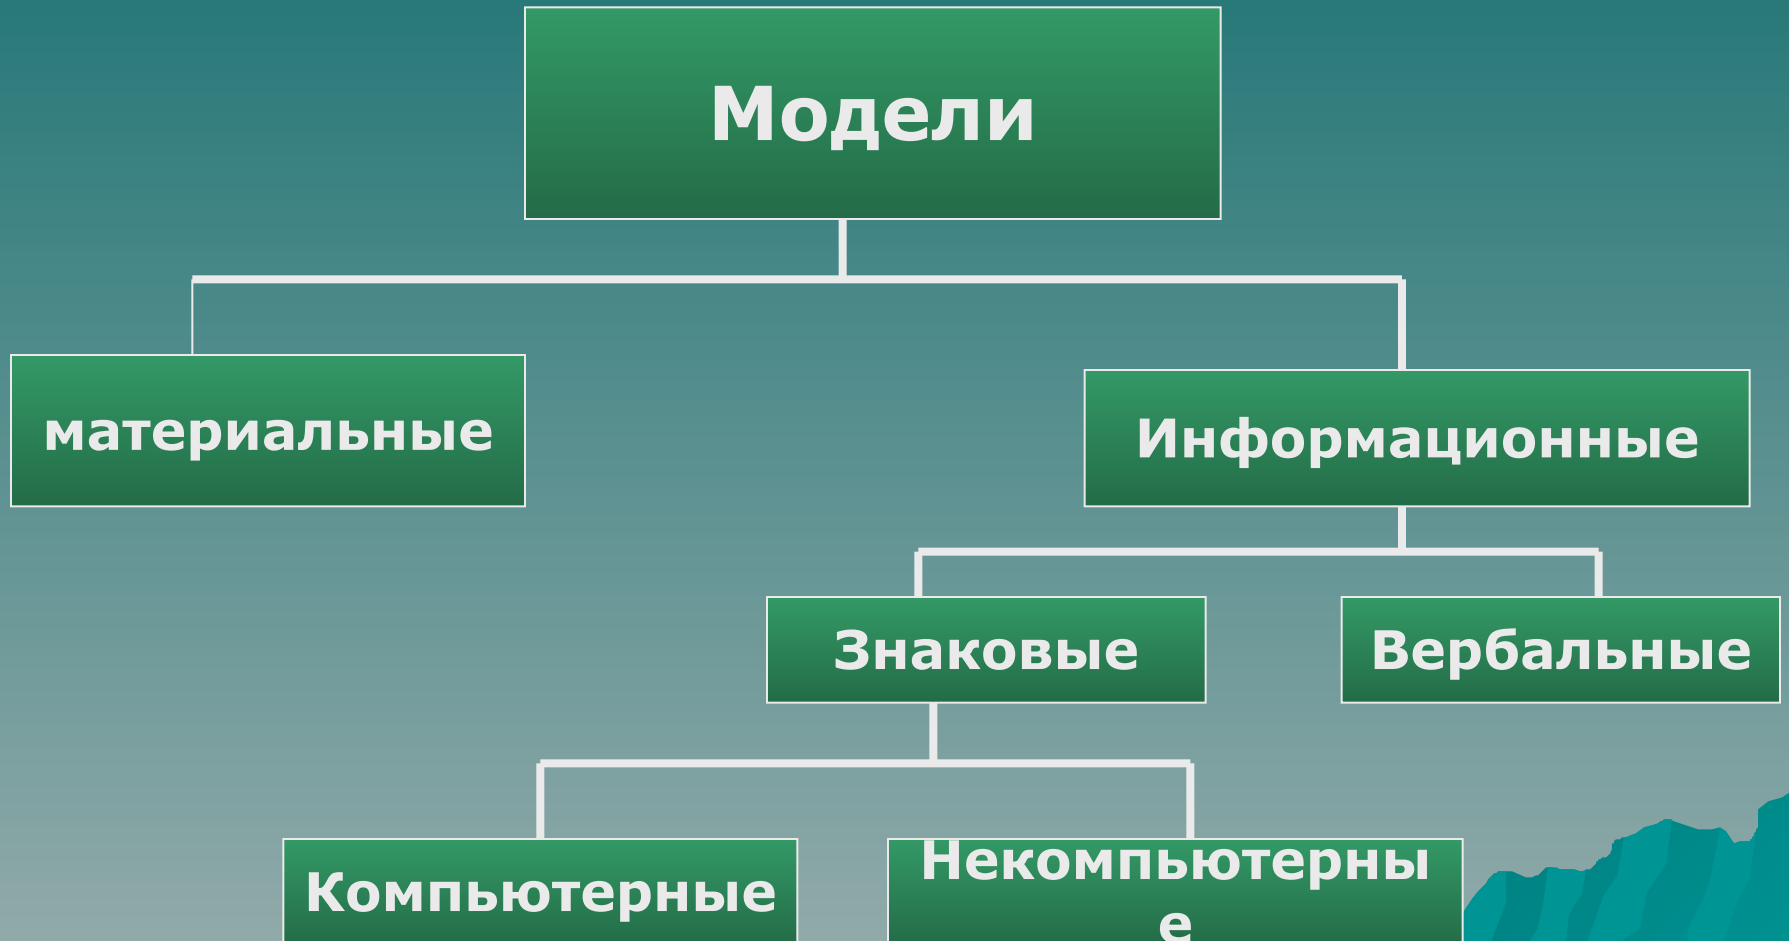 Модели
материальные
Информационные
Знаковые
Вербальные
Компьютерные
Некомпьютерны
е